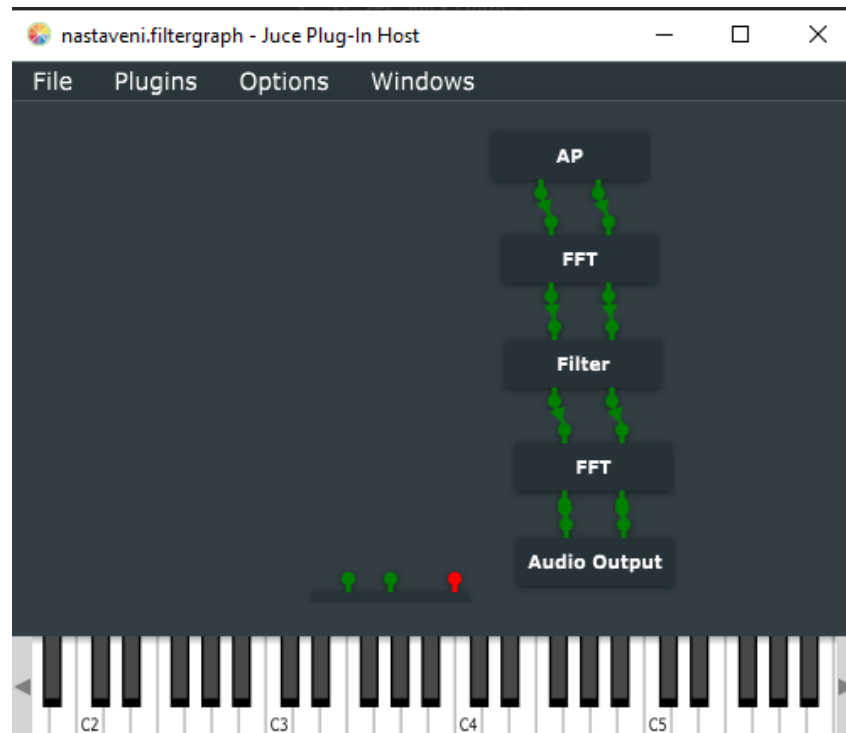 nastaveni.filtergraph - Juce Plug-In Host
File Plugins Options Windows
AP
FFT
Filter
FFT
Audio Output
C2 C3 C4 C5